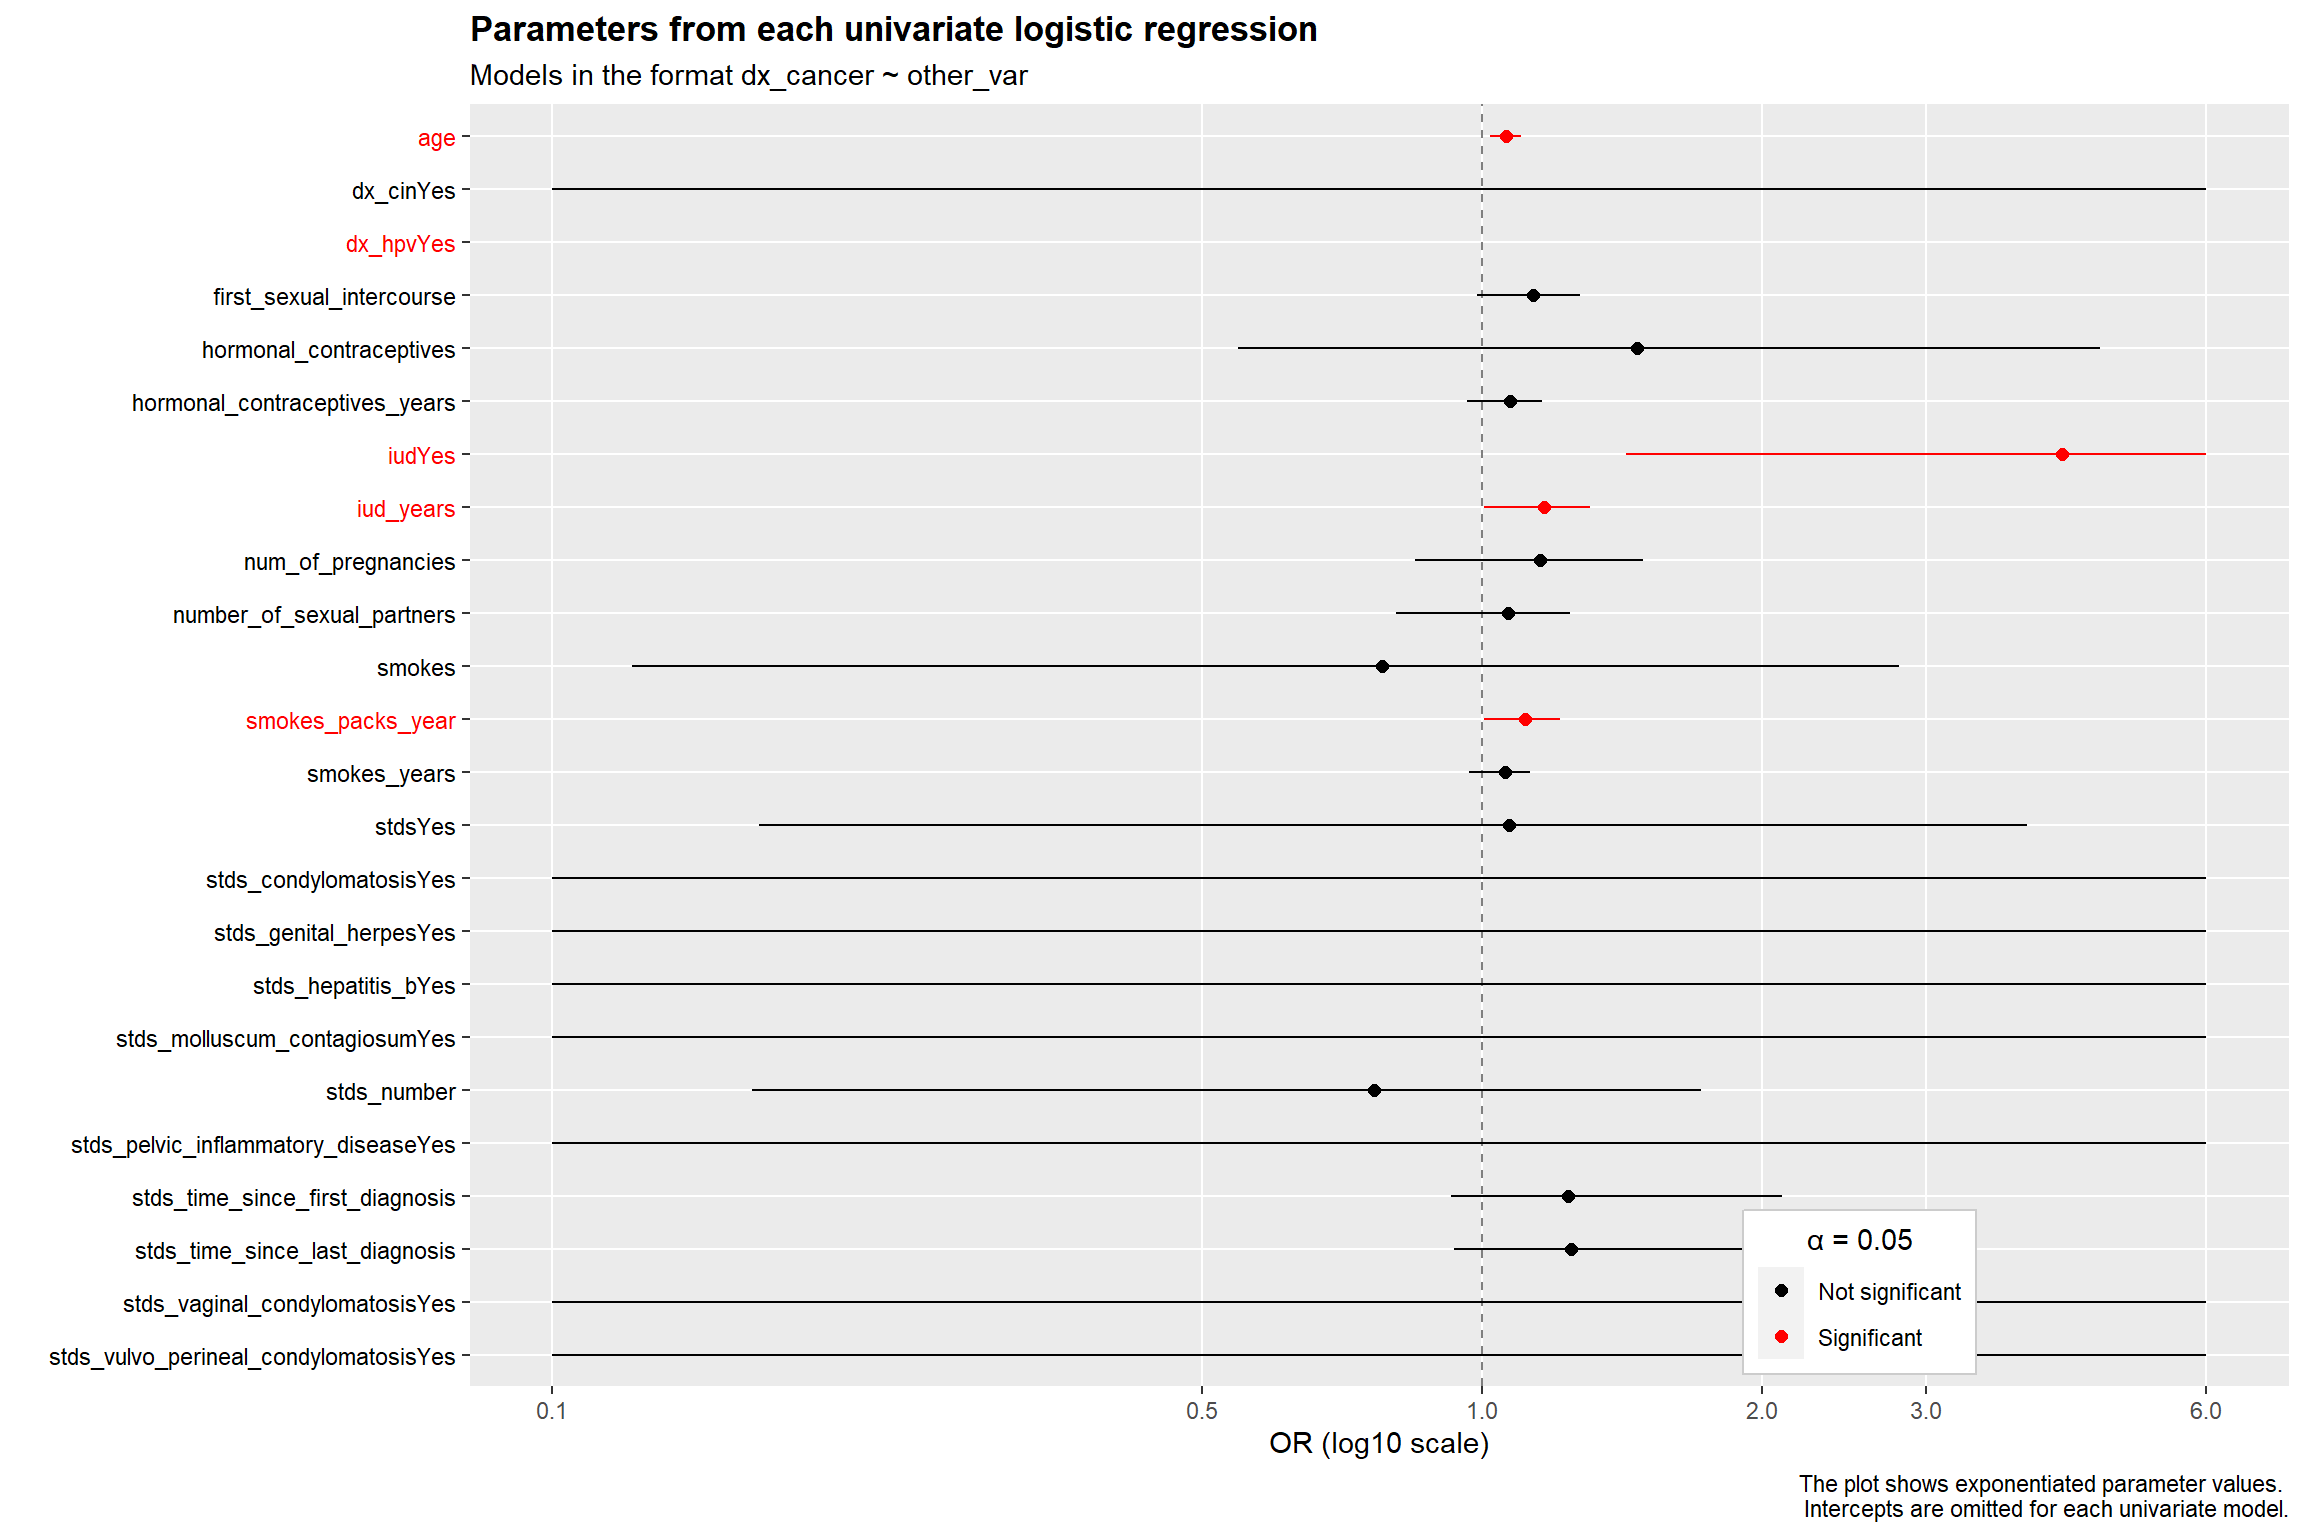 Parameters from each univariate logistic regression
Models in the format dx_cancer ~ other_var
age
dx_cinYes
dx_hpvYes
first_sexual_intercourse
hormonal_contraceptives
hormonal_contraceptives_years
iudYes
iud_years
num_of_pregnancies
number_of_sexual_partners
smokes
smokes_packs_year
smokes_years
stdsYes
stds_condylomatosisYes
stds_genital_herpesYes
stds_hepatitis_bYes
stds_molluscum_contagiosumYes
stds_number
stds_pelvic_inflammatory_diseaseYes
stds_time_since_first_diagnosis
stds_time_since_last_diagnosis
stds_vaginal_condylomatosisYes
stds_vulvo_perineal_condylomatosisYes
α = 0.05
Not significant
Significant
0.1 0.5 1.0 2.0 3.0 6.0
OR (log10 scale)
The plot shows exponentiated parameter values.
Intercepts are omitted for each univariate model.